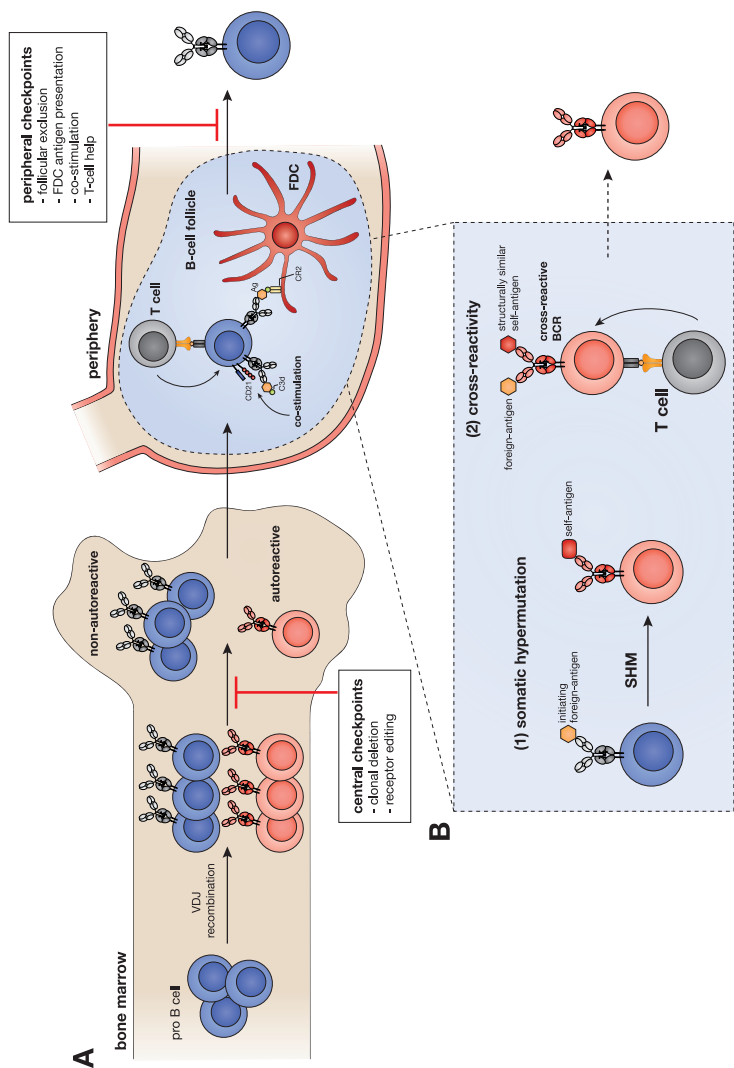 A
bone marrow
pro B cell
VDJ
recombination
central checkpoints
- clonal deletion
- receptor editing
non-autoreactive
autoreactive
periphery
T cell
B-cell follicle
CD21
C3d
co-stimulation
Ag
CR2
FDC
peripheral checkpoints
- follicular exclusion
- FDC antigen presentation
- co-stimulation
- T-cell help
B
(1) somatic hypermutation
initiating
foreign-antigen
SHM
self-antigen
(2) cross-reactivity
foreign-antigen
structurally similar
self-antigen
cross-reactive
BCR
T cell